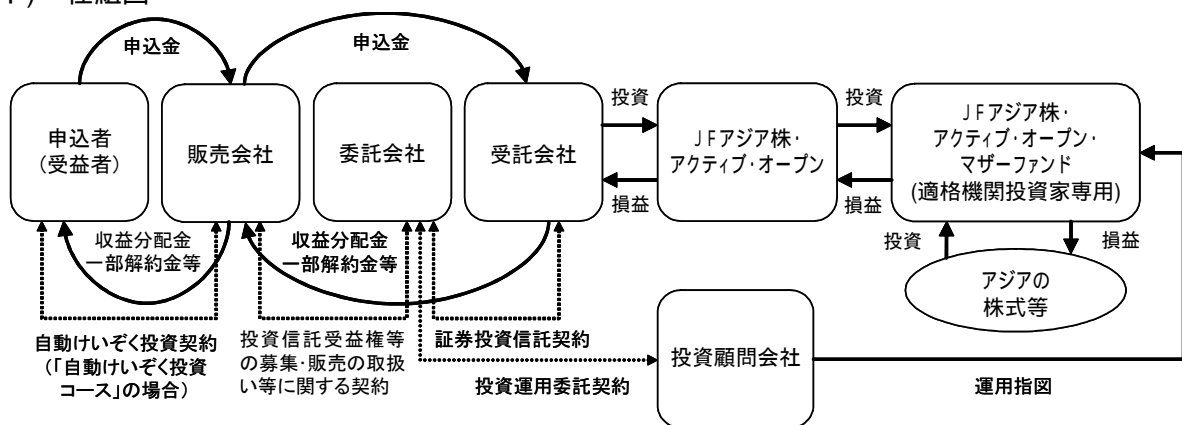 申込金
申込金
申込者
(受益者)
販売会社
委託会社
受託会社
投資
損益
JFアジア株・
アクティブ・オープン
投資
損益
JFアジア株・
アクティブ・オープン・
マザーファンド
(適格機関投資家専用)
投資
損益
アジアの
株式等
収益分配金
一部解約金等
収益分配金
一部解約金等
自動けいぞく投資契約
(「自動けいぞく投資
コース」の場合)
投資信託受益権等
の募集・販売の取扱
い等に関する契約
証券投資信託契約
投資運用委託契約
投資顧問会社
運用指図